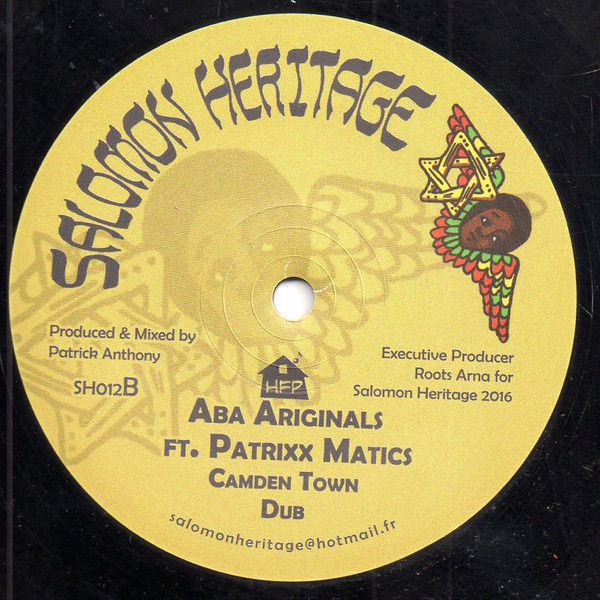 SALOMON HERITAGE
Produced & Mixed by
Patrick Anthony
SH012B
Executive Producer
Roots Arna for
Salomon Heritage 2016
HFP
ABA ARIGINALS
FT. PATRIXX MATICS
CAMDEN TOWN
DUB
salomonheritage@hotmail.fr